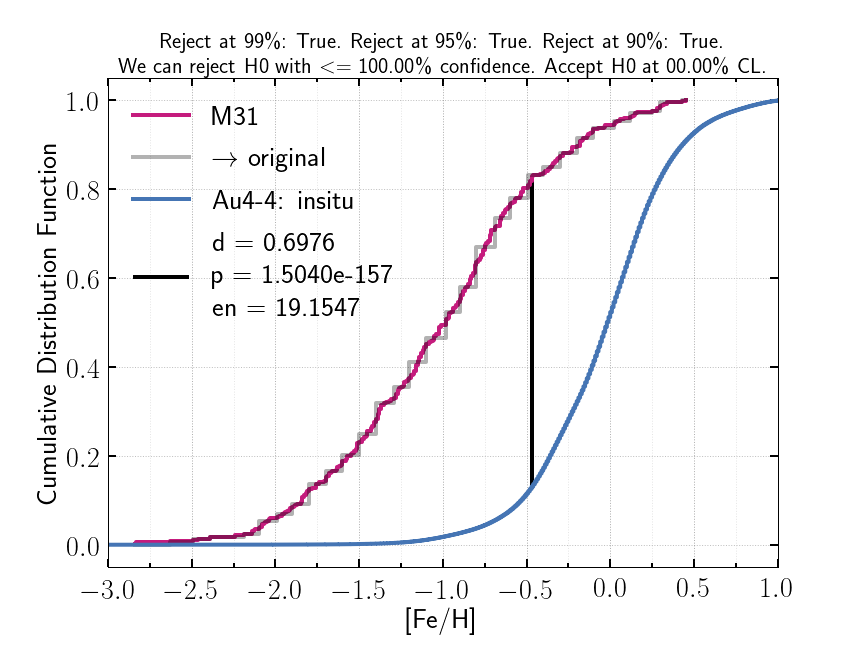 Reject at 99%: True. Reject at 95%: True. Reject at 90%: True.
We can reject H0 with <= 100.00% confidence. Accept H0 at 00.00% CL.
M31
→ original
Au4-4: insitu
d = 0.6976
p = 1.5040e-157
en = 19.1547
Cumulative Distribution Function
1.0
0.8
0.6
0.4
0.2
0.0
−3.0 −2.5 −2.0 −1.5 −1.0 −0.5 0.0 0.5 1.0
[Fe/H]